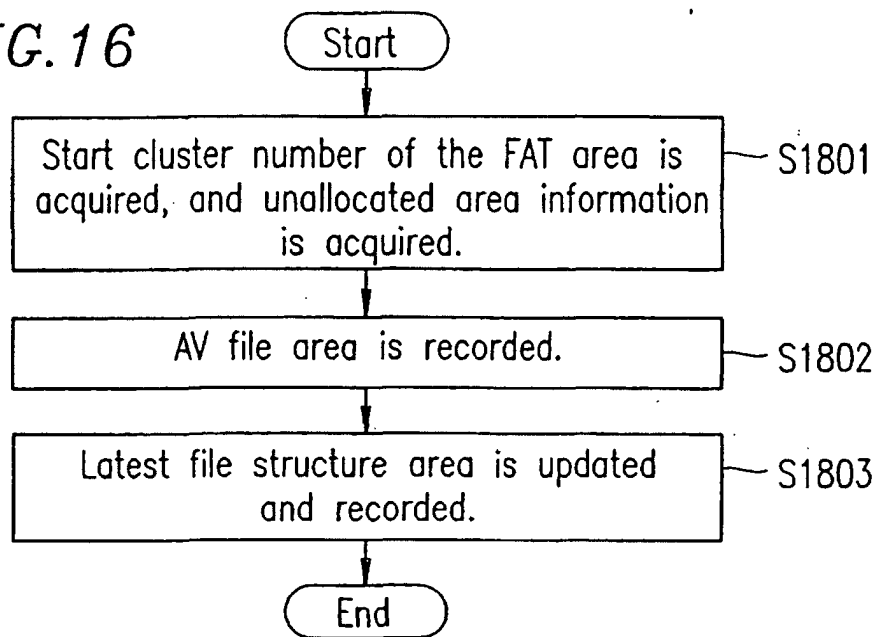 G.16
Start
Start cluster number of the FAT area is
acquired, and unallocated area information
is acquired.
S1801
AV file area is recorded.
S1802
Latest file structure area is updated
and recorded.
S1803
End